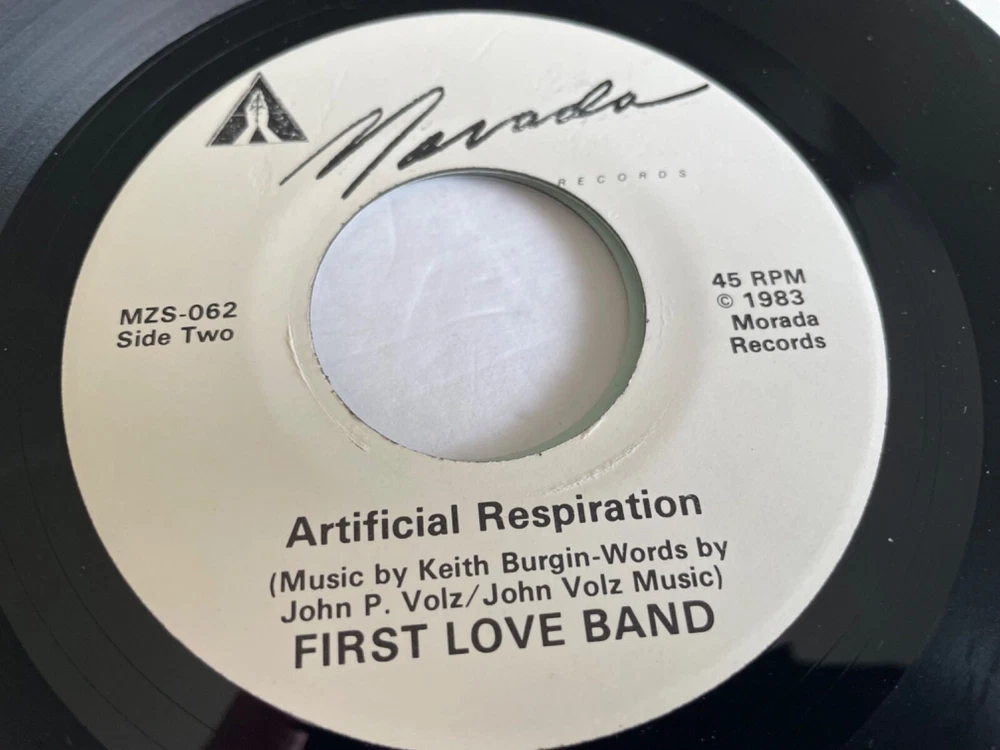 Morada
RECORDS
MZS-062
Side Two
45 RPM
© 1983
Morada
Records
Artificial Respiration
(Music by Keith Burgin-Words by
John P. Volz/John Volz Music)
FIRST LOVE BAND